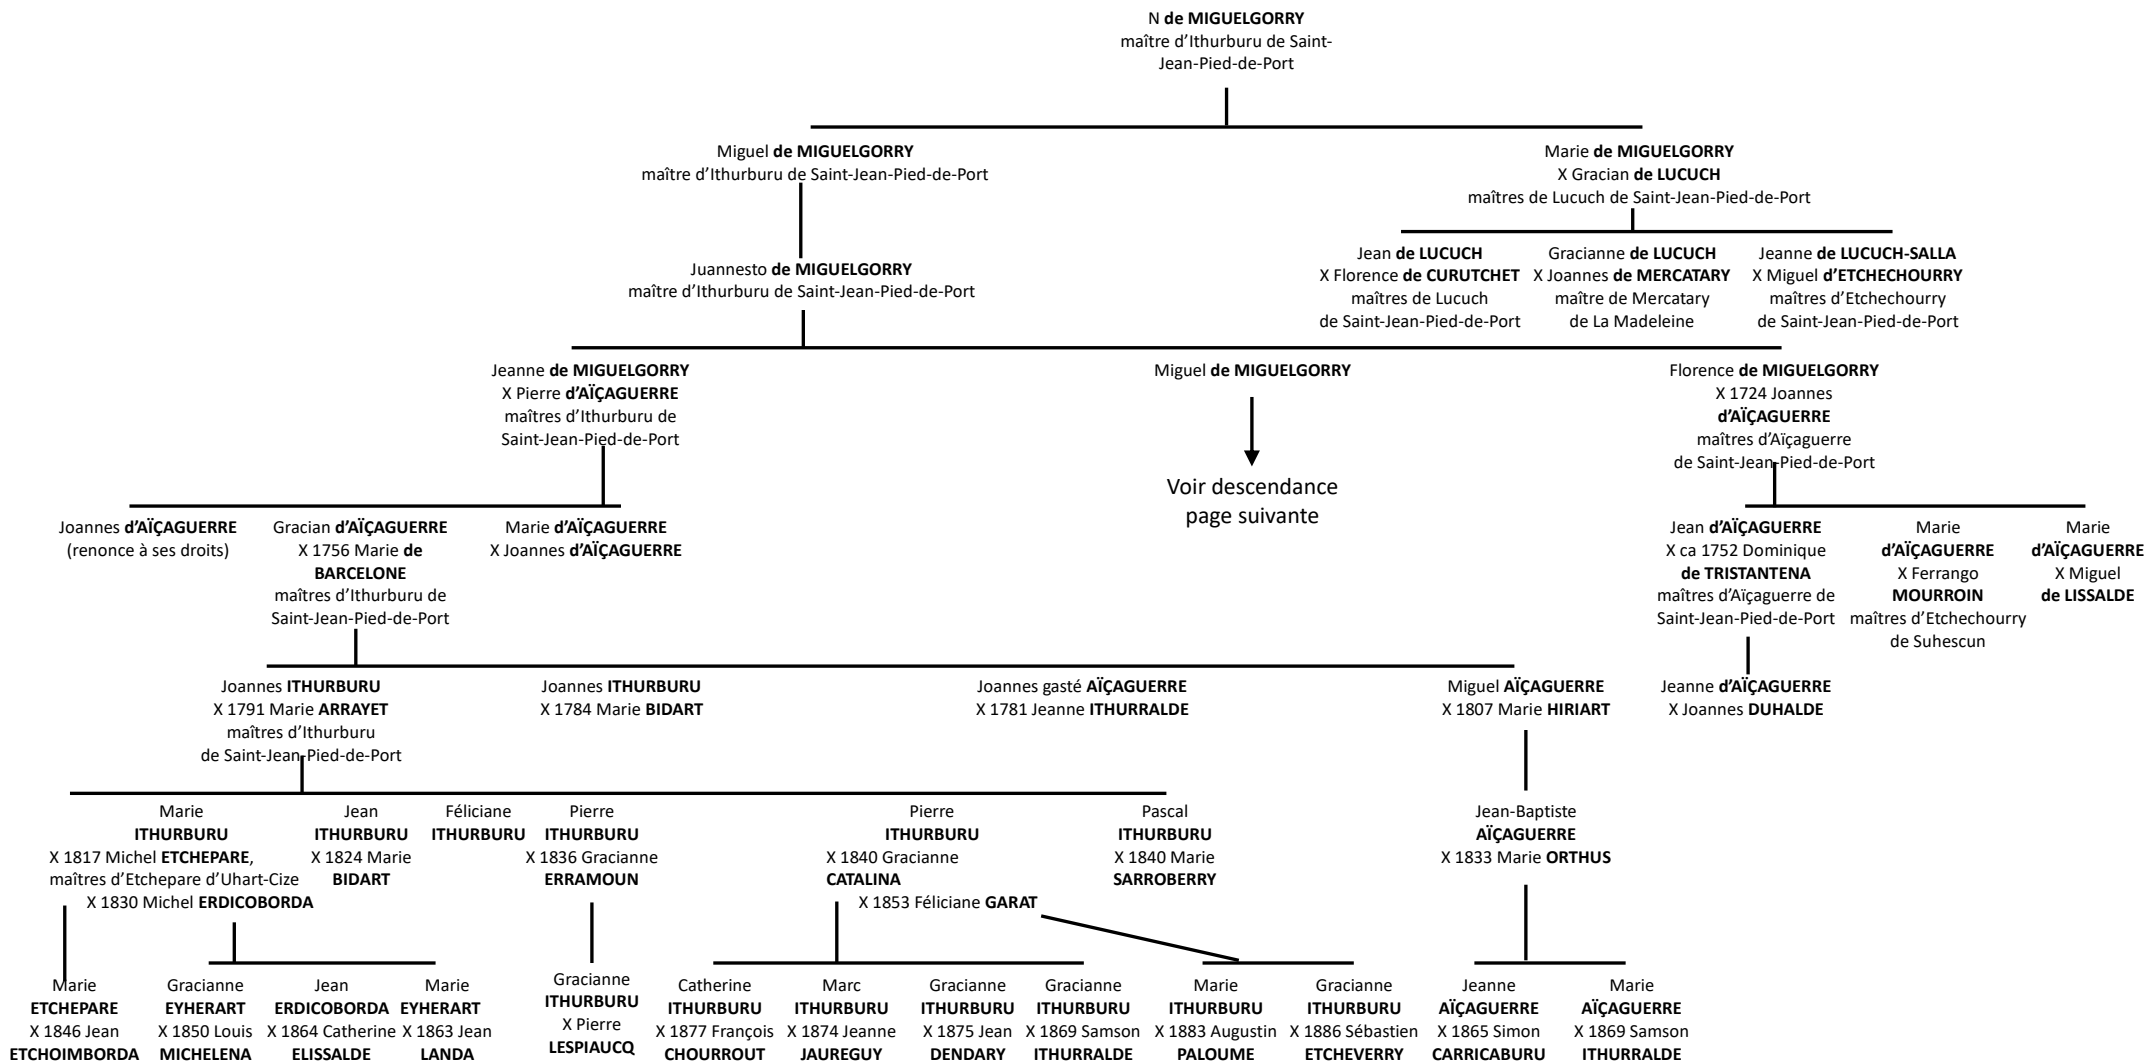 N de MIGUELGORRY
maître d’Ithurburu de Saint-
Jean-Pied-de-Port
Miguel de MIGUELGORRY
maître d’Ithurburu de Saint-Jean-Pied-de-Port
Marie de MIGUELGORRY
X Gracian de LUCUCH
maîtres de Lucuch de Saint-Jean-Pied-de-Port
Juannesto de MIGUELGORRY
maître d’Ithurburu de Saint-Jean-Pied-de-Port
Jean de LUCUCH
X Florence de CURUTCHET
maîtres de Lucuch
de Saint-Jean-Pied-de-Port
Gracianne de LUCUCH
X Joannes de MERCATARY
maître de Mercatary
de La Madeleine
Jeanne de LUCUCH-SALLA
X Miguel d’ETCHECHOURRY
maîtres d’Etchechourry
de Saint-Jean-Pied-de-Port
Jeanne de MIGUELGORRY
X Pierre d’AÏÇAGUERRE
maîtres d’Ithurburu de
Saint-Jean-Pied-de-Port
Miguel de MIGUELGORRY
Voir descendance
page suivante
Florence de MIGUELGORRY
X 1724 Joannes
d’AÏÇAGUERRE
maîtres d’Aïçaguerre
de Saint-Jean-Pied-de-Port
Joannes d’AÏÇAGUERRE
(renonce à ses droits)
Gracian d’AÏÇAGUERRE
X 1756 Marie de
BARCELONE
maîtres d’Ithurburu de
Saint-Jean-Pied-de-Port
Marie d’AÏÇAGUERRE
X Joannes d’AÏÇAGUERRE
Jean d’AÏÇAGUERRE
X ca 1752 Dominique
de TRISTANTENA
maîtres d’Aïçaguerre de
Saint-Jean-Pied-de-Port
Marie
d’AÏÇAGUERRE
X Ferrango
MOURROIN
maîtres d’Etchechourry
de Suhescun
Marie
d’AÏÇAGUERRE
X Miguel
de LISSALDE
Joannes ITHURBURU
X 1791 Marie ARRAYET
maîtres d’Ithurburu
de Saint-Jean-Pied-de-Port
Joannes ITHURBURU
X 1784 Marie BIDART
Joannes gasté AÏÇAGUERRE
X 1781 Jeanne ITHURRALDE
Miguel AÏÇAGUERRE
X 1807 Marie HIRIART
Jeanne d’AÏÇAGUERRE
X Joannes DUHALDE
Marie
ITHURBURU
X 1817 Michel ETCHEPARE,
maîtres d’Etchepare d’Uhart-Cize
X 1830 Michel ERDICOBORDA
Jean
ITHURBURU
X 1824 Marie
BIDART
Féliciane
ITHURBURU
Pierre
ITHURBURU
X 1836 Gracianne
ERRAMOUN
Pierre
ITHURBURU
X 1840 Gracianne
CATALINA
X 1853 Féliciane GARAT
Pascal
ITHURBURU
X 1840 Marie
SARROBERRY
Jean-Baptiste
AÏÇAGUERRE
X 1833 Marie ORTHUS
Marie
ETCHEPARE
X 1846 Jean
ETCHOIMBORDA
Gracianne
EYHERART
X 1850 Louis
MICHELENA
Jean
ERDICOBORDA
X 1864 Catherine
ELISSALDE
Marie
EYHERART
X 1863 Jean
LANDA
Gracianne
ITHURBURU
X Pierre
LESPIAUCQ
Catherine
ITHURBURU
X 1877 François
CHOURROUT
Marc
ITHURBURU
X 1874 Jeanne
JAUREGUY
Gracianne
ITHURBURU
X 1875 Jean
DENDARY
Gracianne
ITHURBURU
X 1869 Samson
ITHURRALDE
Marie
ITHURBURU
X 1883 Augustin
PALOUME
Gracianne
ITHURBURU
X 1886 Sébastien
ETCHEVERRY
Jeanne
AÏÇAGUERRE
X 1865 Simon
CARRICABURU
Marie
AÏÇAGUERRE
X 1869 Samson
ITHURRALDE